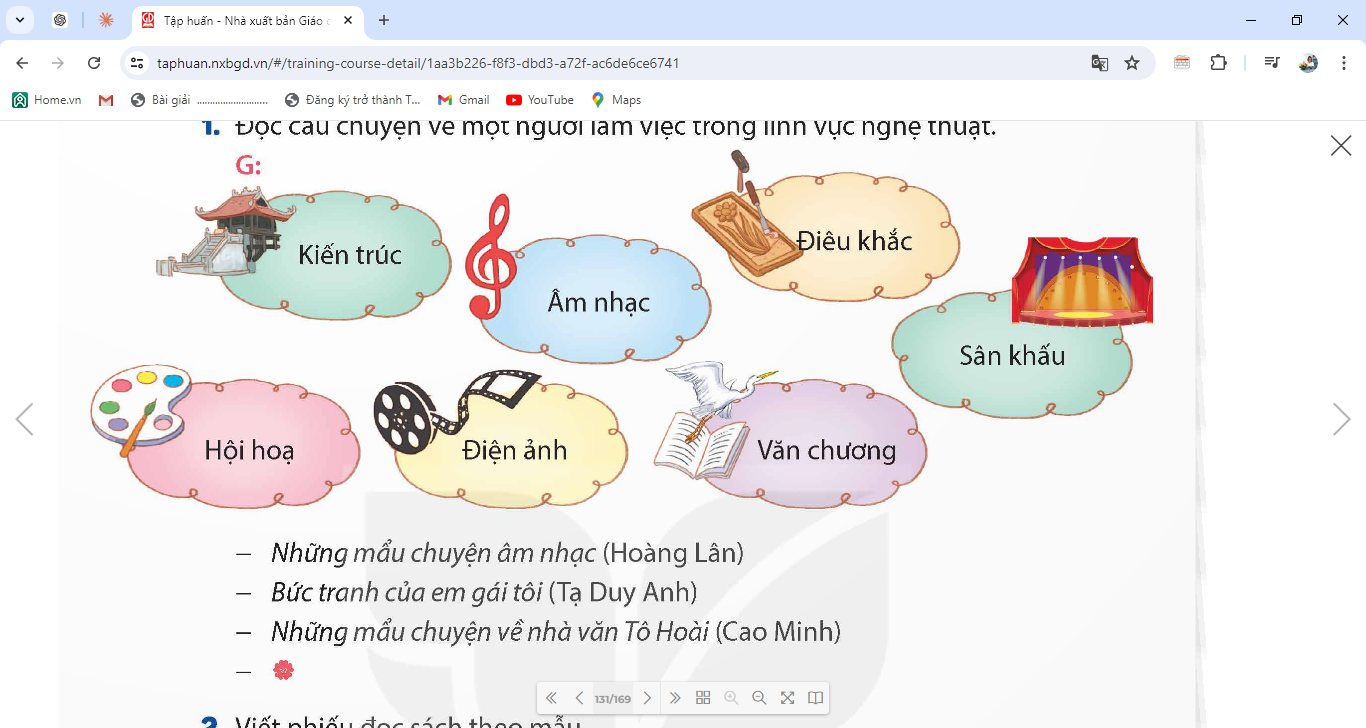 Tập huấn - Nhà xuất bản Giáo
taphuan.nxbgd.vn/#/training-course-detail/1aa3b226-f8f3-dbd3-a72f-ac6de6ce6741
Home.vn Bài giải ........................... Đăng ký trở thành T... Gmail YouTube Maps
1. Đọc câu chuyện về một người làm việc trong lĩnh vực nghệ thuật.
G:
Kiến trúc
Âm nhạc
Điêu khắc
Sân khấu
Hội hoạ
Điện ảnh
Văn chương
– Những mẩu chuyện âm nhạc (Hoàng Lân)
– Bức tranh của em gái tôi (Tạ Duy Anh)
– Những mẩu chuyện về nhà văn Tô Hoài (Cao Minh)
–
131/169
2. Viết phiếu đọc sách theo mẫu.